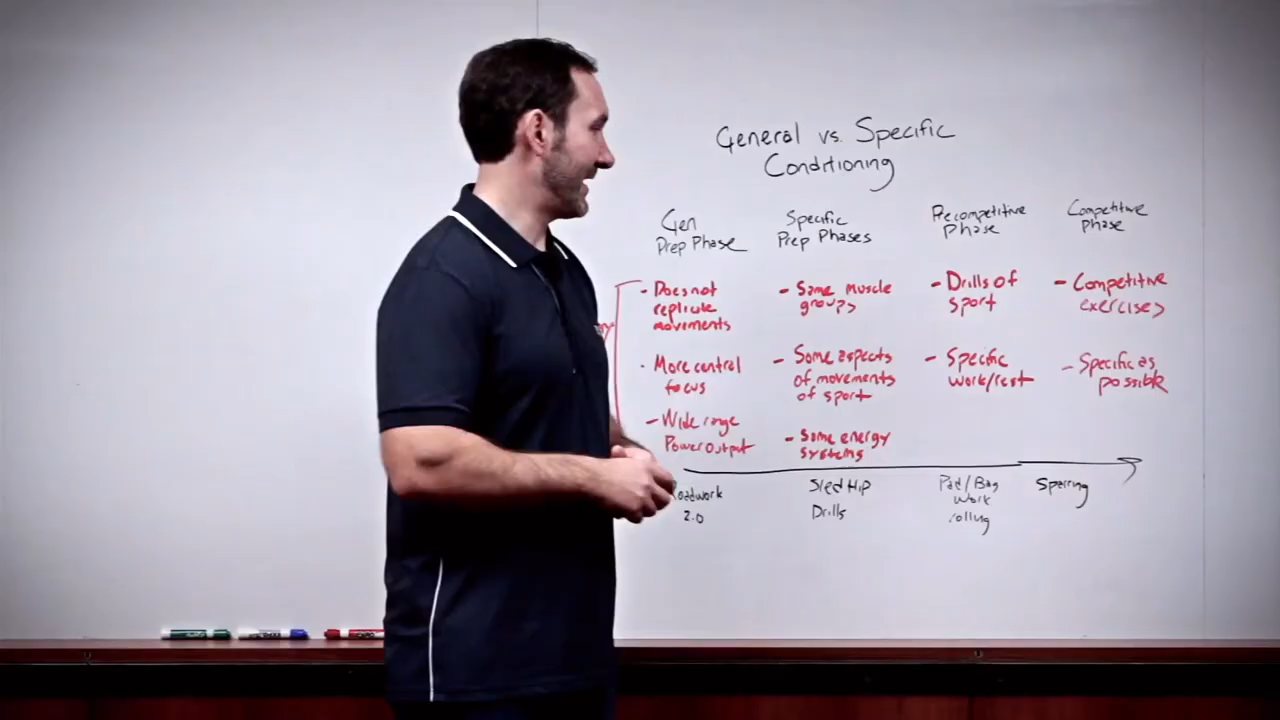 General vs. Specific
Conditioning
Gen
Prep Phase
- Does not
replicate
movements
- More central
focus
- Wide range
Power output
Roadwork
2.0
Specific
Prep Phases
- Same muscle
groups
- Some aspects
of movements
of sport
- Some energy
systems
Sled Hip
Drills
Precompetitive
Phase
- Drills of
sport
- Specific
work/rest
Pad/Bag
Work
rolling
Competitive
Phase
- Competitive
exercises
- Specific as
possible
Sparring